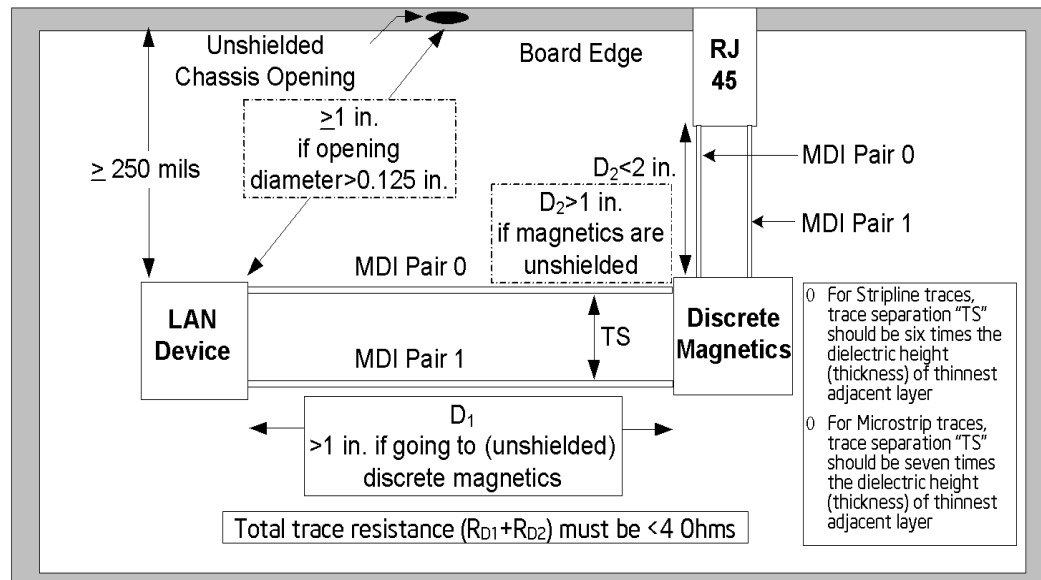 Unshielded
Chassis Opening
Board Edge
RJ
45
≥1 in.
if opening
diameter>0.125 in.
≥ 250 mils
D₂<2 in.
MDI Pair 0
D₂>1 in.
if magnetics are
unshielded
MDI Pair 1
MDI Pair 0
LAN
Device
TS
Discrete
Magnetics
MDI Pair 1
() For Stripline traces,
trace separation “TS”
should be six times the
dielectric height
(thickness) of thinnest
adjacent layer
() For Microstrip traces,
trace separation “TS”
should be seven times
the dielectric height
(thickness) of thinnest
adjacent layer
D₁
>1 in. if going to (unshielded)
discrete magnetics
Total trace resistance (R_D1+R_D2) must be <4 Ohms